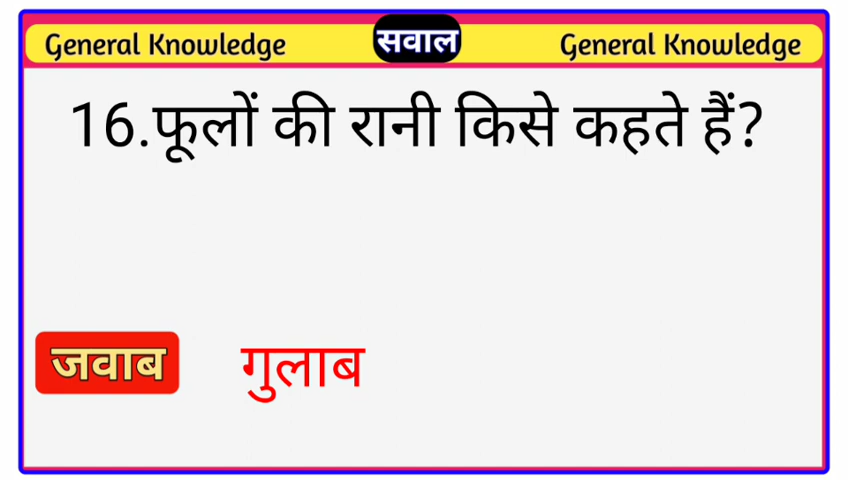 General Knowledge सवाल General Knowledge
16.फूलों की रानी किसे कहते हैं?
जवाब गुलाब